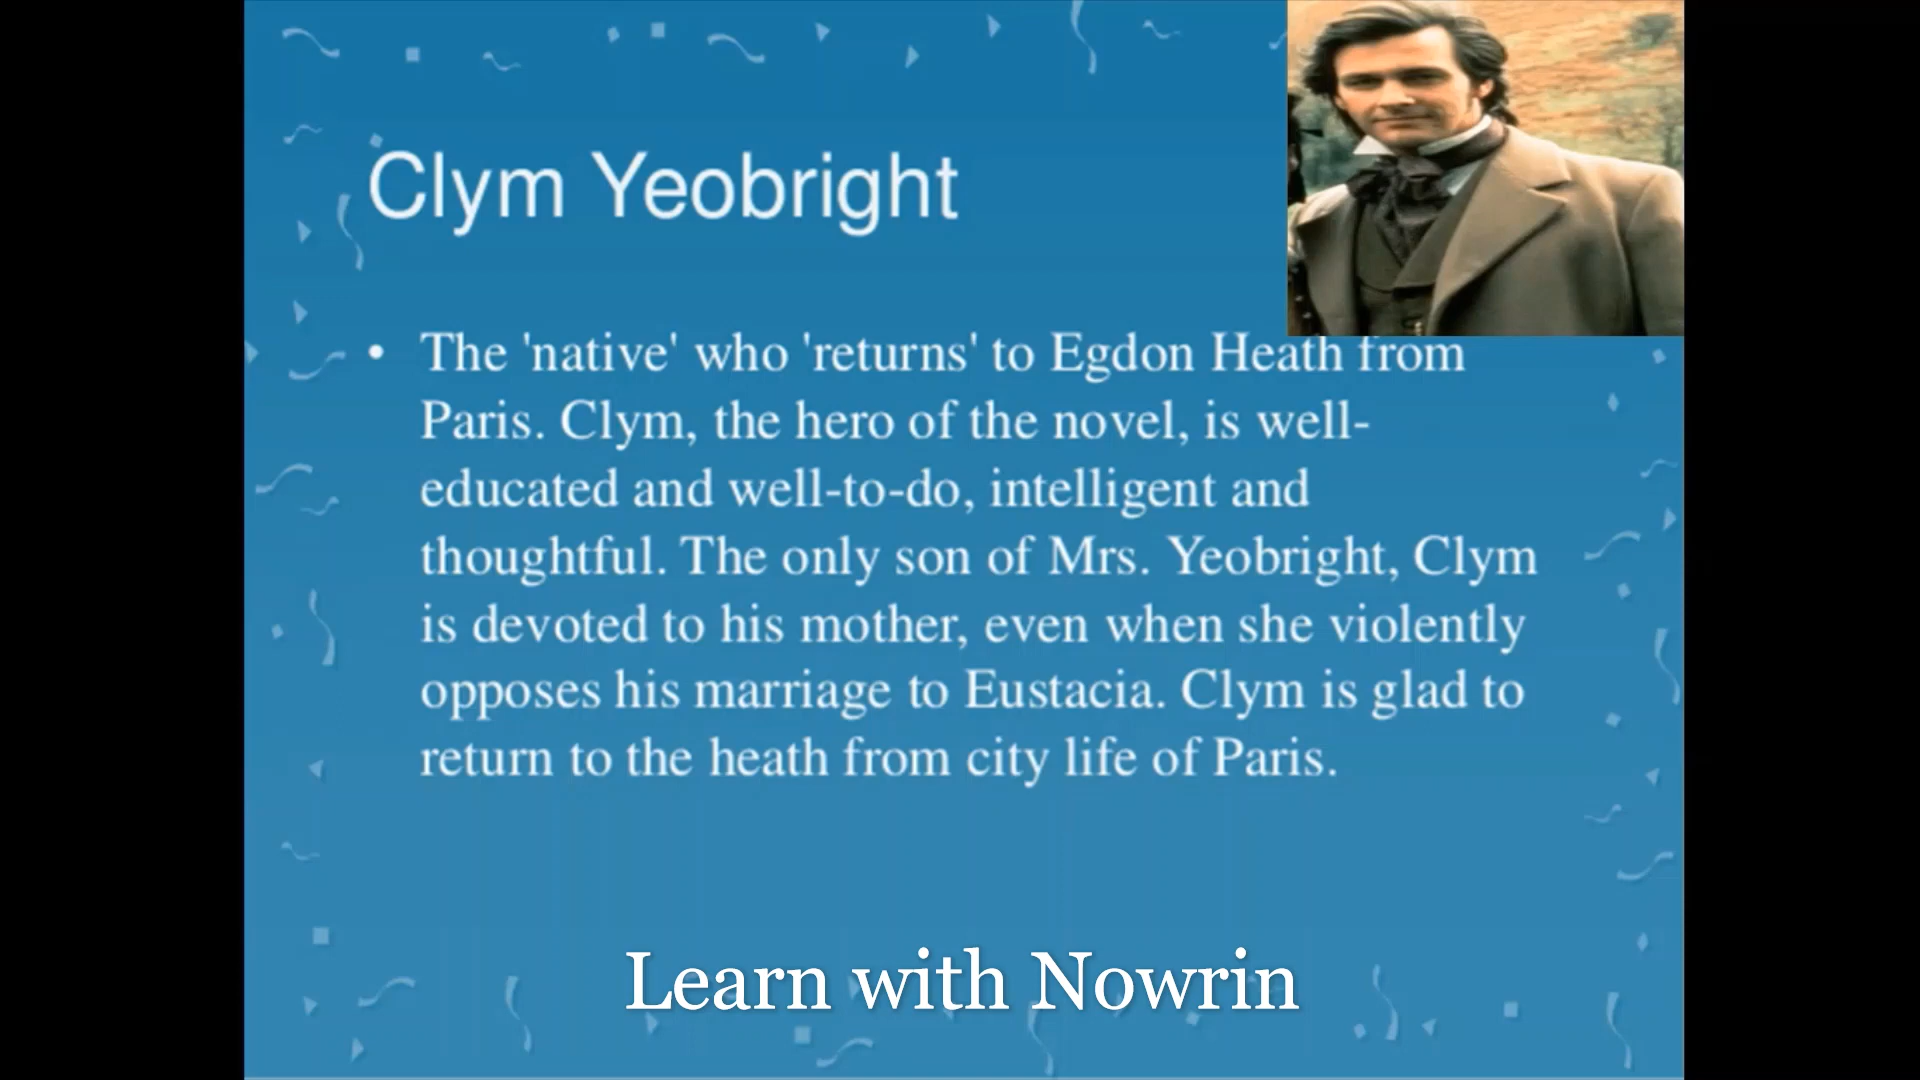 Clym Yeobright
• The 'native' who 'returns' to Egdon Heath from
Paris. Clym, the hero of the novel, is well-
educated and well-to-do, intelligent and
thoughtful. The only son of Mrs. Yeobright, Clym
is devoted to his mother, even when she violently
opposes his marriage to Eustacia. Clym is glad to
return to the heath from city life of Paris.
Learn with Nowrin